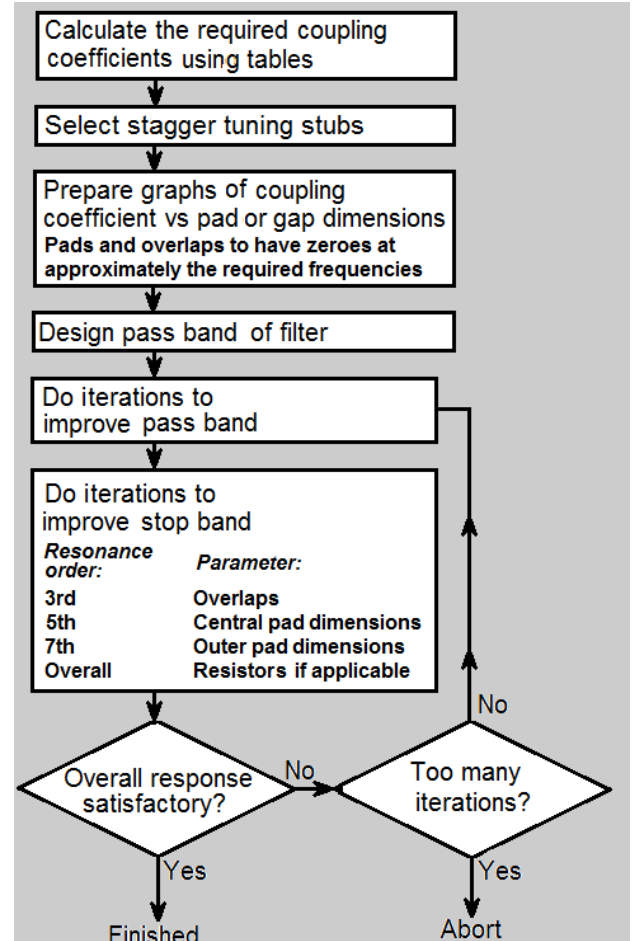 Calculate the required coupling
coefficients using tables
Select stagger tuning stubs
Prepare graphs of coupling
coefficient vs pad or gap dimensions
Pads and overlaps to have zeroes at
approximately the required frequencies
Design pass band of filter
Do iterations to
improve pass band
Do iterations to
improve stop band
Resonance
order:
Parameter:
3rd Overlaps
5th Central pad dimensions
7th Outer pad dimensions
Overall Resistors if applicable
Overall response
satisfactory?
No
Too many
iterations?
No
Yes
Finished
Yes
Abort